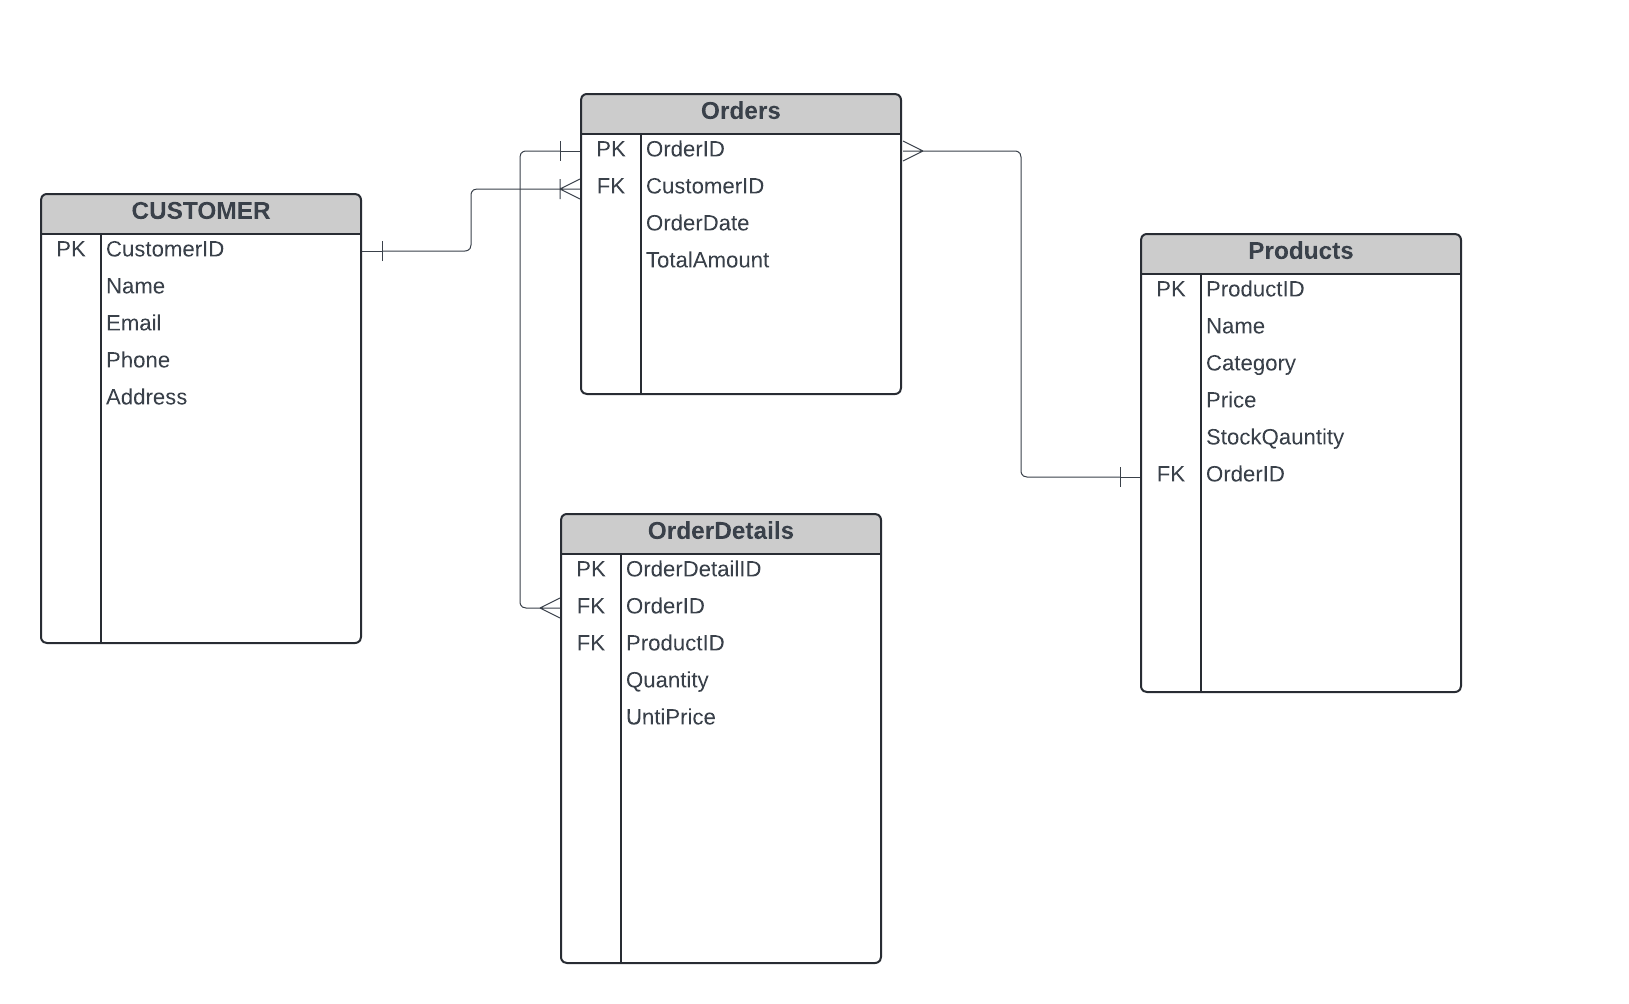 Orders
PK OrderID
FK CustomerID
OrderDate
TotalAmount
CUSTOMER
PK CustomerID
Name
Email
Phone
Address
Products
PK ProductID
Name
Category
Price
StockQauntity
FK OrderID
OrderDetails
PK OrderDetailID
FK OrderID
FK ProductID
Quantity
UntiPrice